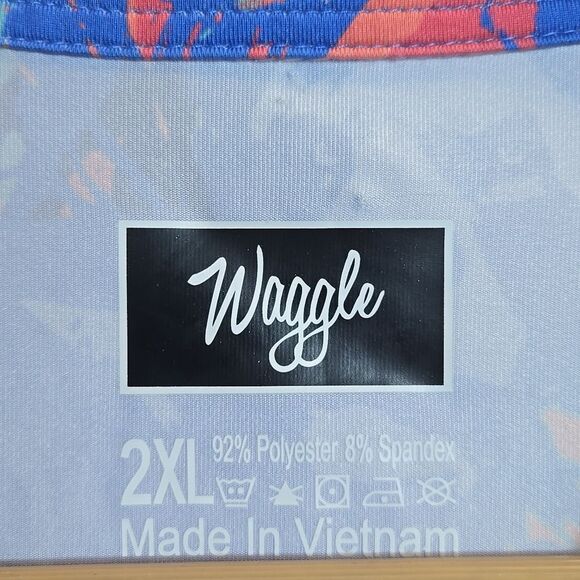 Waggle
2XL 92% Polyester 8% Spandex
Made In Vietnam